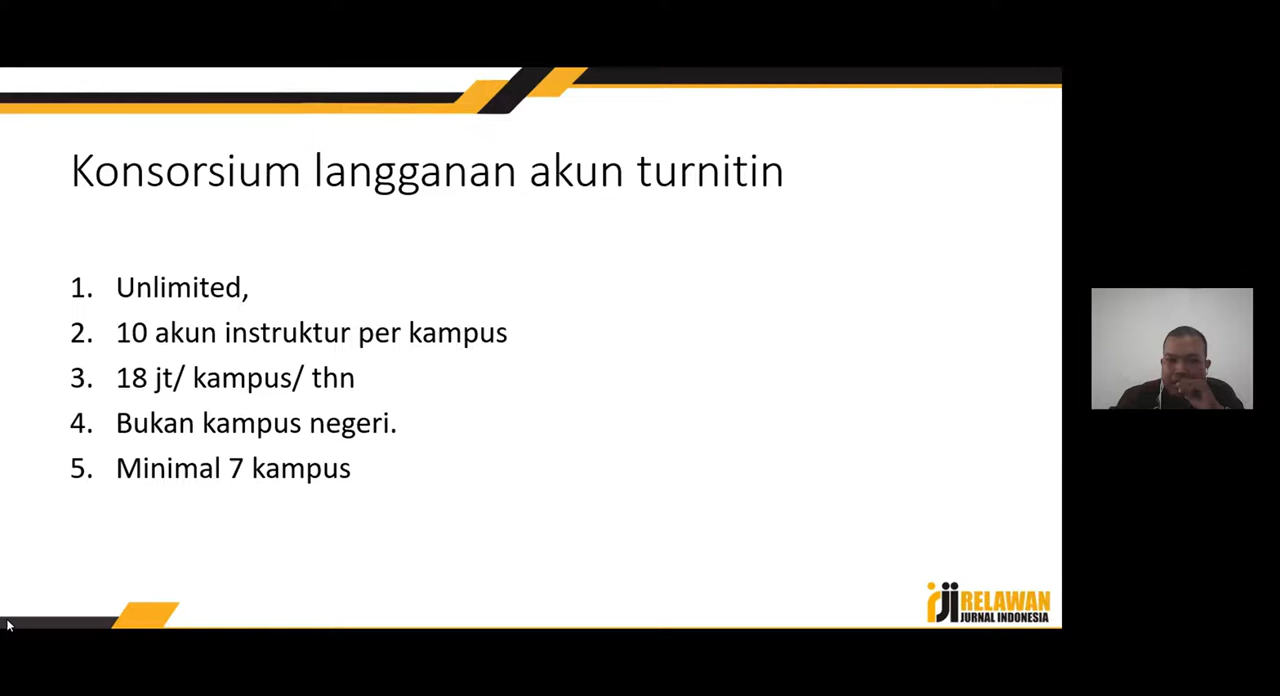 Konsorsium langganan akun turnitin
1. Unlimited,
2. 10 akun instruktur per kampus
3. 18 jt/ kampus/ thn
4. Bukan kampus negeri.
5. Minimal 7 kampus
rji RELAWAN
JURNAL INDONESIA